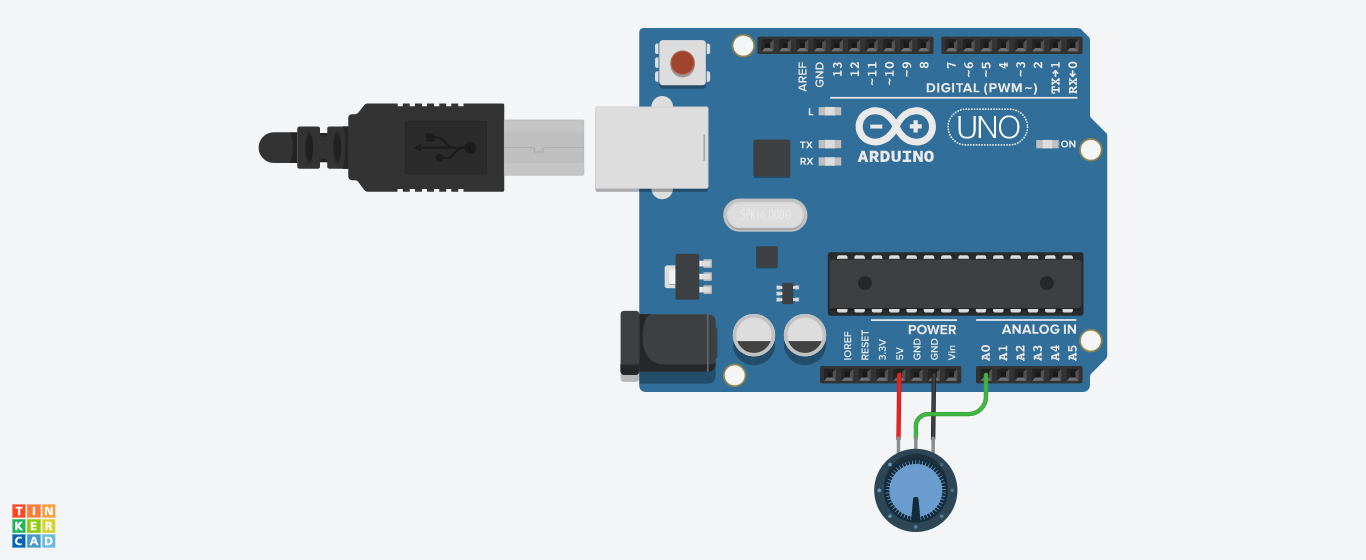 AREF
GND
13
12
~11
~10
~9
8
7
~6
~5
4
~3
2
TX→1
RX←0
DIGITAL (PWM~)
L
TX
RX
UNO
ON
ARDUINO
SPK16.000G
POWER
ANALOG IN
IOREF
RESET
3.3V
5V
GND
GND
Vin
A0
A1
A2
A3
A4
A5
TIN
KER
CAD